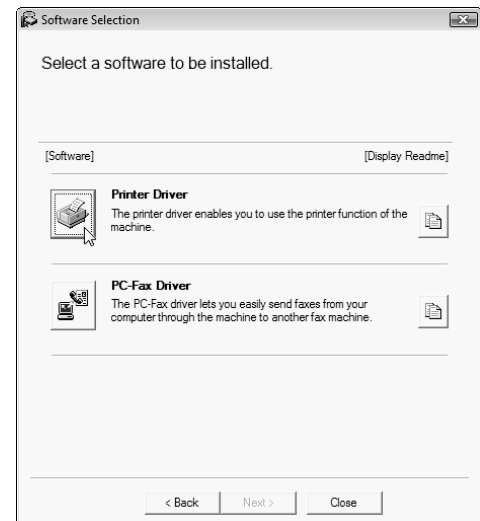 Software Selection
Select a software to be installed.
[Software] [Display Readme]
Printer Driver
The printer driver enables you to use the printer function of the
machine.
PC-Fax Driver
The PC-Fax driver lets you easily send faxes from your
computer through the machine to another fax machine.
< Back Next > Close